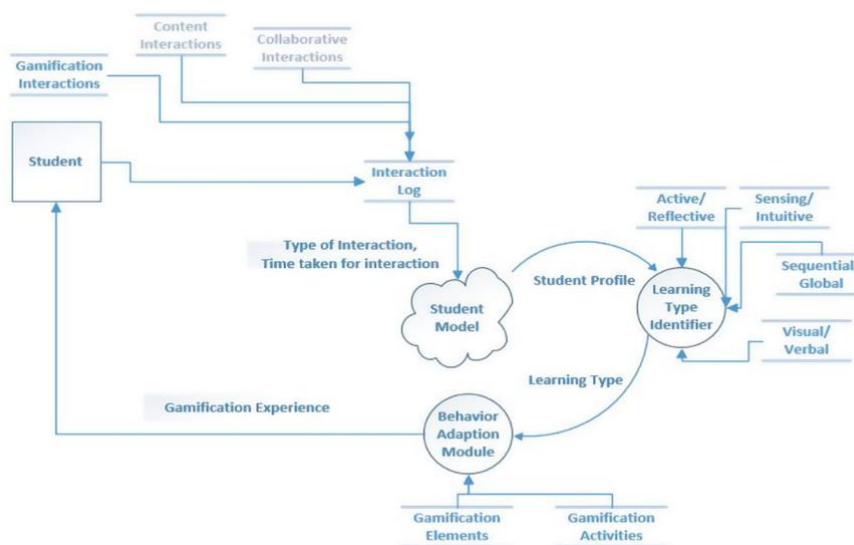 Content
Interactions
Collaborative
Interactions
Gamification
Interactions
Student
Interaction
Log
Active/
Reflective
Sensing/
Intuitive
Type of Interaction,
Time taken for interaction
Student Profile
Sequential
Global
Learning
Type
Identifier
Student
Model
Visual/
Verbal
Learning Type
Gamification Experience
Behavior
Adaption
Module
Gamification
Elements
Gamification
Activities